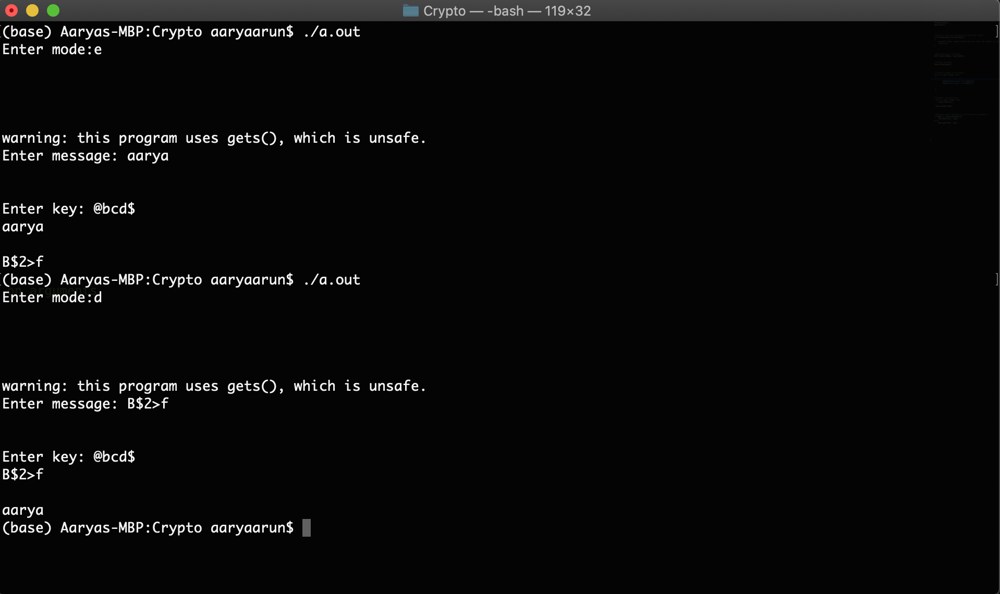 Crypto — -bash — 119×32
(base) Aaryas-MBP:Crypto aaryaarun$ ./a.out
Enter mode:e
warning: this program uses gets(), which is unsafe.
Enter message: aarya
Enter key: @bcd$
aarya
B$2>f
(base) Aaryas-MBP:Crypto aaryaarun$ ./a.out
on arguments
Enter mode:d
warning: this program uses gets(), which is unsafe.
Enter message: B$2>f
Enter key: @bcd$
B$2>f
aarya
(base) Aaryas-MBP:Crypto aaryaarun$